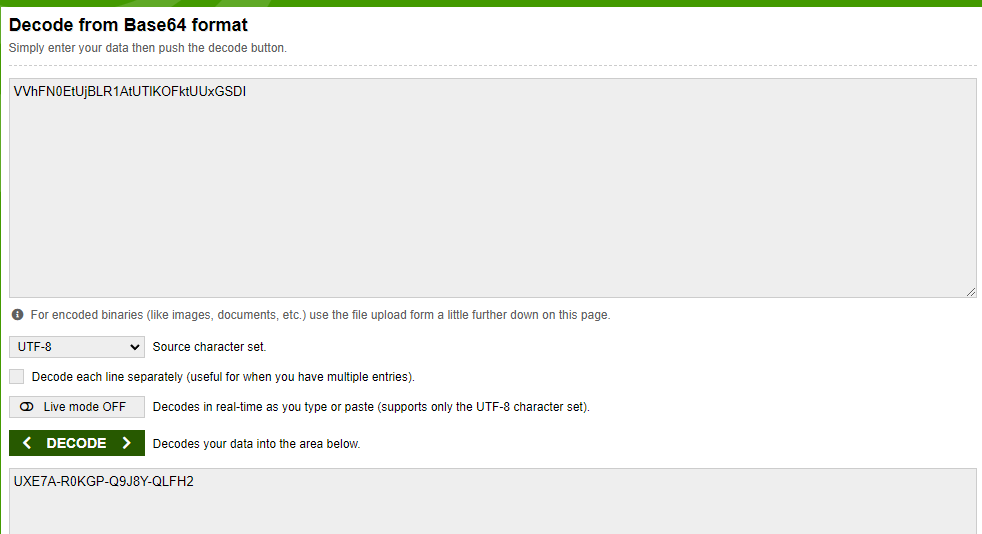 Decode from Base64 format
Simply enter your data then push the decode button.
VVhFN0EtUjBLR1AtUTlKOFktUUxGSDI
For encoded binaries (like images, documents, etc.) use the file upload form a little further down on this page.
UTF-8 Source character set.
Decode each line separately (useful for when you have multiple entries).
Live mode OFF Decodes in real-time as you type or paste (supports only the UTF-8 character set).
< DECODE > Decodes your data into the area below.
UXE7A-R0KGP-Q9J8Y-QLFH2